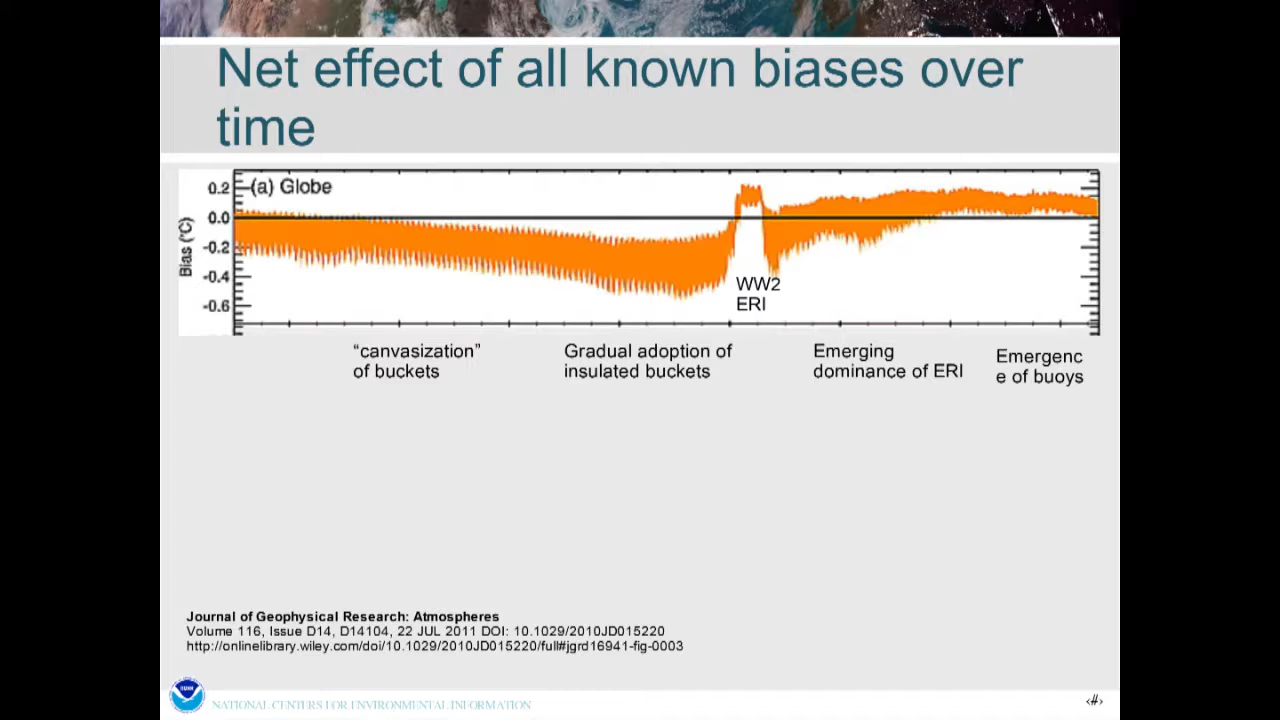 Net effect of all known biases over
time
(a) Globe
0.2
0.0
-0.2
-0.4
-0.6
Bias (°C)
WW2
ERI
“canvasization”
of buckets
Gradual adoption of
insulated buckets
Emerging
dominance of ERI
Emergenc
e of buoys
Journal of Geophysical Research: Atmospheres
Volume 116, Issue D14, D14104, 22 JUL 2011 DOI: 10.1029/2010JD015220
http://onlinelibrary.wiley.com/doi/10.1029/2010JD015220/full#jgrd16941-fig-0003
NATIONAL CENTERS FOR ENVIRONMENTAL INFORMATION
‹#›